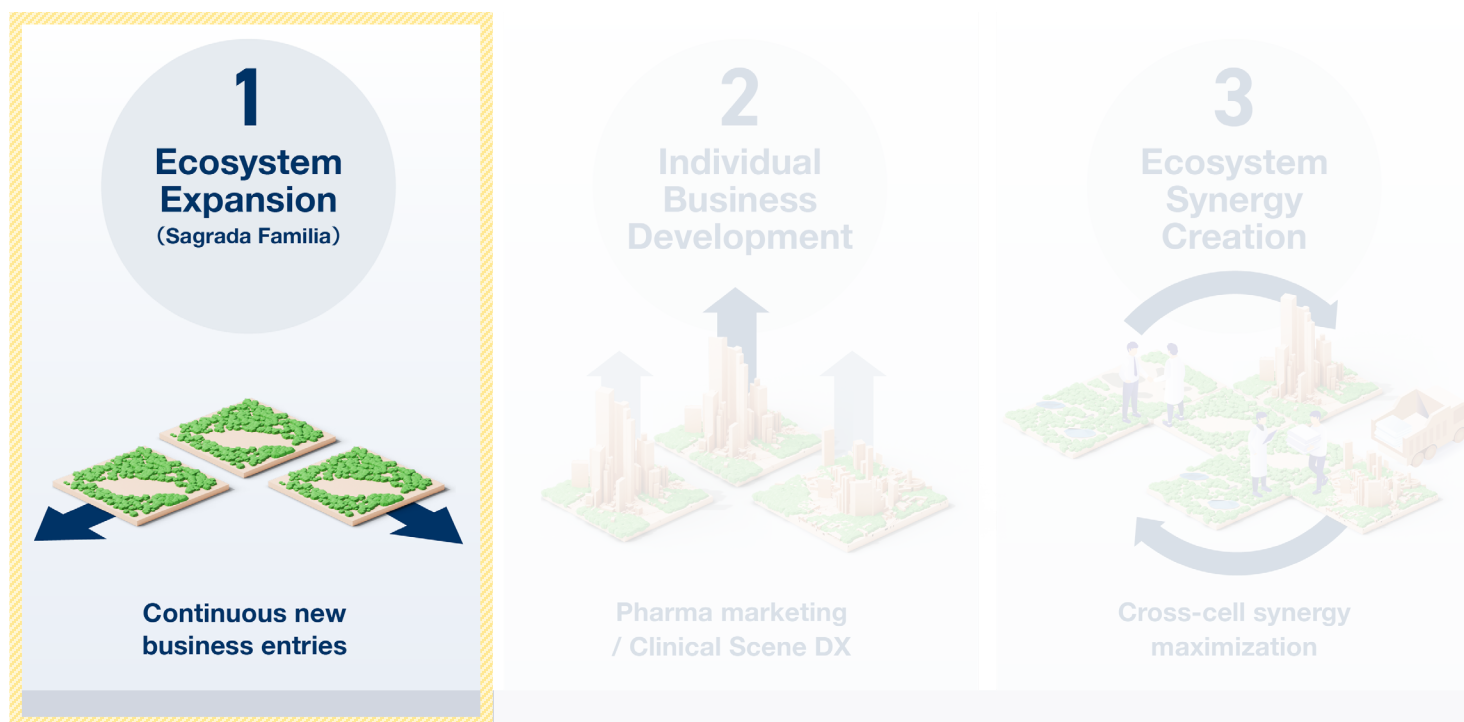 1
Ecosystem
Expansion
（Sagrada Familia）
Continuous new
business entries
2
Individual
Business
Development
Pharma marketing
/ Clinical Scene DX
3
Ecosystem
Synergy
Creation
Cross-cell synergy
maximization